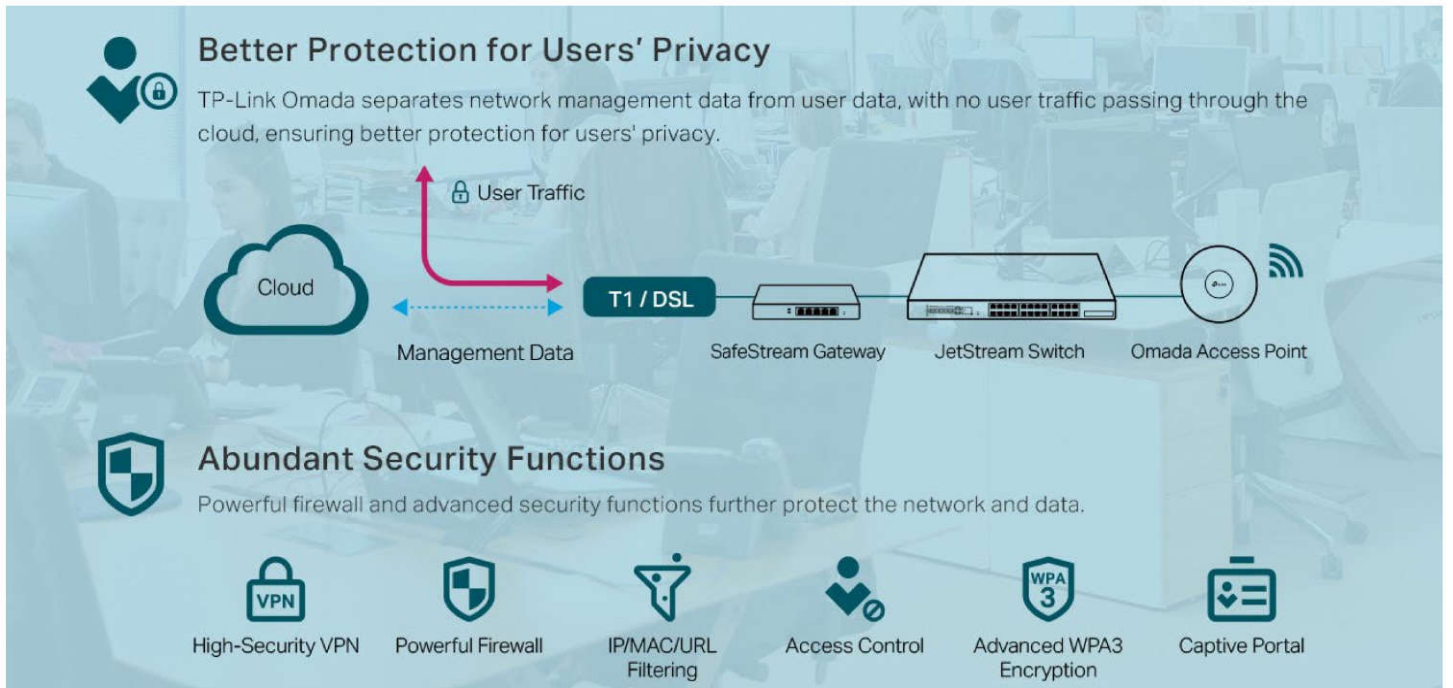 Better Protection for Users' Privacy
TP-Link Omada separates network management data from user data, with no user traffic passing through the
cloud, ensuring better protection for users' privacy.
User Traffic
Cloud
T1 / DSL
Management Data
SafeStream Gateway
JetStream Switch
Omada Access Point
Abundant Security Functions
Powerful firewall and advanced security functions further protect the network and data.
VPN
WPA
3
High-Security VPN
Powerful Firewall
IP/MAC/URL
Filtering
Access Control
Advanced WPA3
Encryption
Captive Portal